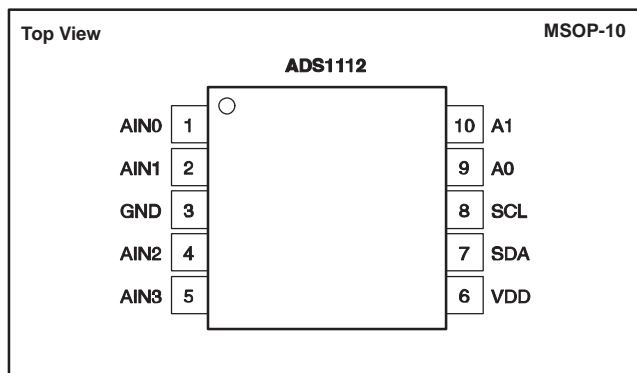 Top View MSOP-10
ADS1112
AIN0 1 10 A1
AIN1 2 9 A0
GND 3 8 SCL
AIN2 4 7 SDA
AIN3 5 6 VDD